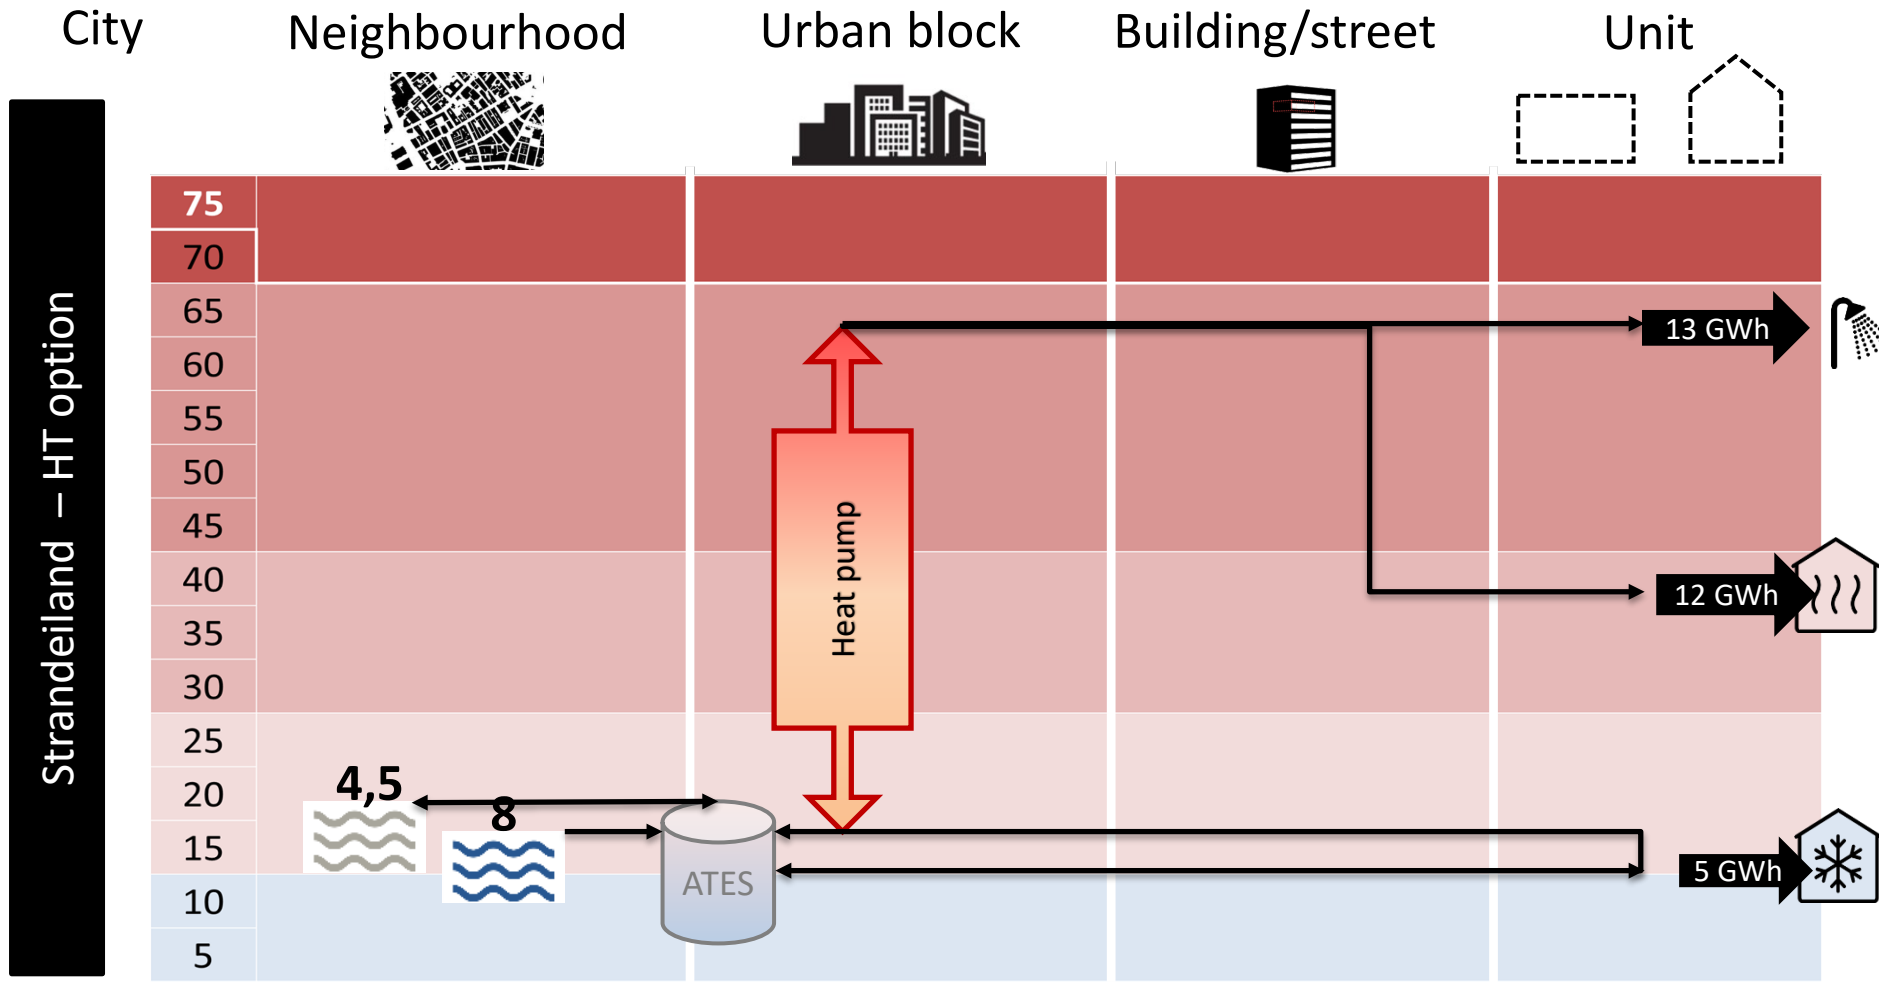 City
Neighbourhood
Urban block
Building/street
Unit
Strandeiland – HT option
75
70
65
60
55
50
45
40
35
30
25
20
15
10
5
13 GWh
12 GWh
5 GWh
Heat pump
4,5
8
ATES